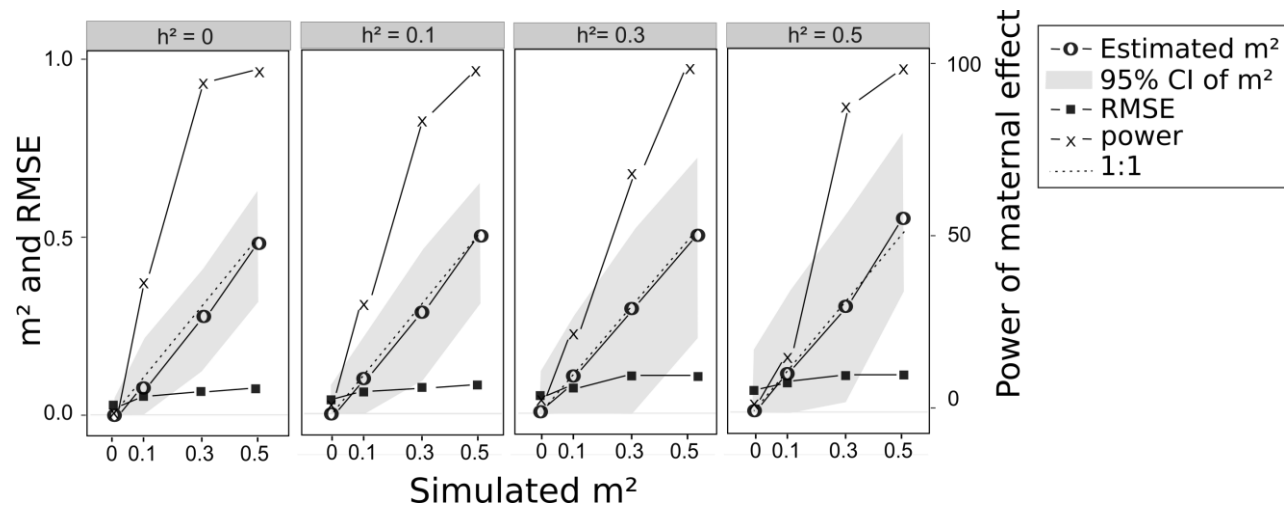 h² = 0
h² = 0.1
h²= 0.3
h² = 0.5
m² and RMSE
1.0
0.5
0.0
100
50
0
Power of maternal effect
0 0.1 0.3 0.5
0 0.1 0.3 0.5
0 0.1 0.3 0.5
0 0.1 0.3 0.5
Simulated m²
Estimated m²
95% CI of m²
RMSE
power
1:1